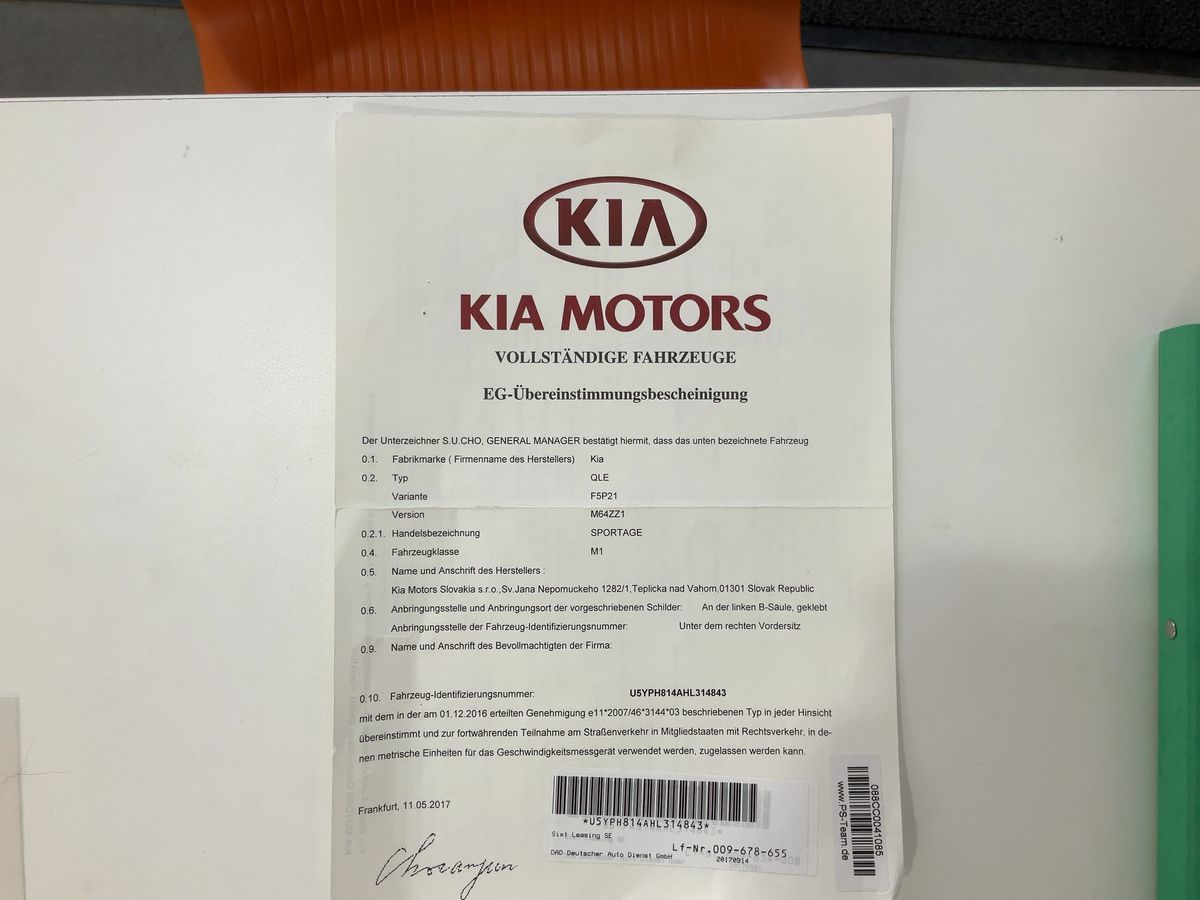 KIA
KIA MOTORS
VOLLSTÄNDIGE FAHRZEUGE
EG-Übereinstimmungsbescheinigung
Der Unterzeichner S.U.CHO, GENERAL MANAGER bestätigt hiermit, dass das unten bezeichnete Fahrzeug
0.1. Fabrikmarke ( Firmenname des Herstellers) Kia
0.2. Typ QLE
Variante F5P21
Version M64ZZ1
0.2.1. Handelsbezeichnung SPORTAGE
0.4. Fahrzeugklasse M1
0.5. Name und Anschrift des Herstellers :
Kia Motors Slovakia s.r.o.,Sv.Jana Nepomuckeho 1282/1,Teplicka nad Vahom,01301 Slovak Republic
0.6. Anbringungsstelle und Anbringungsort der vorgeschriebenen Schilder: An der linken B-Säule, geklebt
Anbringungsstelle der Fahrzeug-Identifizierungsnummer: Unter dem rechten Vordersitz
0.9. Name und Anschrift des Bevollmachtigten der Firma:
0.10. Fahrzeug-Identifizierungsnummer: U5YPH814AHL314843
mit dem in der am 01.12.2016 erteilten Genehmigung e11*2007/46*3144*03 beschriebenen Typ in jeder Hinsicht
übereinstimmt und zur fortwährenden Teilnahme am Straßenverkehr in Mitgliedstaaten mit Rechtsverkehr, in de-
nen metrische Einheiten für das Geschwindigkeitsmessgerät verwendet werden, zugelassen werden kann.
Frankfurt, 11.05.2017
*U5YPH814AHL314843*
Sixt Leasing SE
Lf-Nr.009-678-655
DAD Deutscher Auto Dienst GmbH 20170914
088CC0041085
www.PS-Team.de